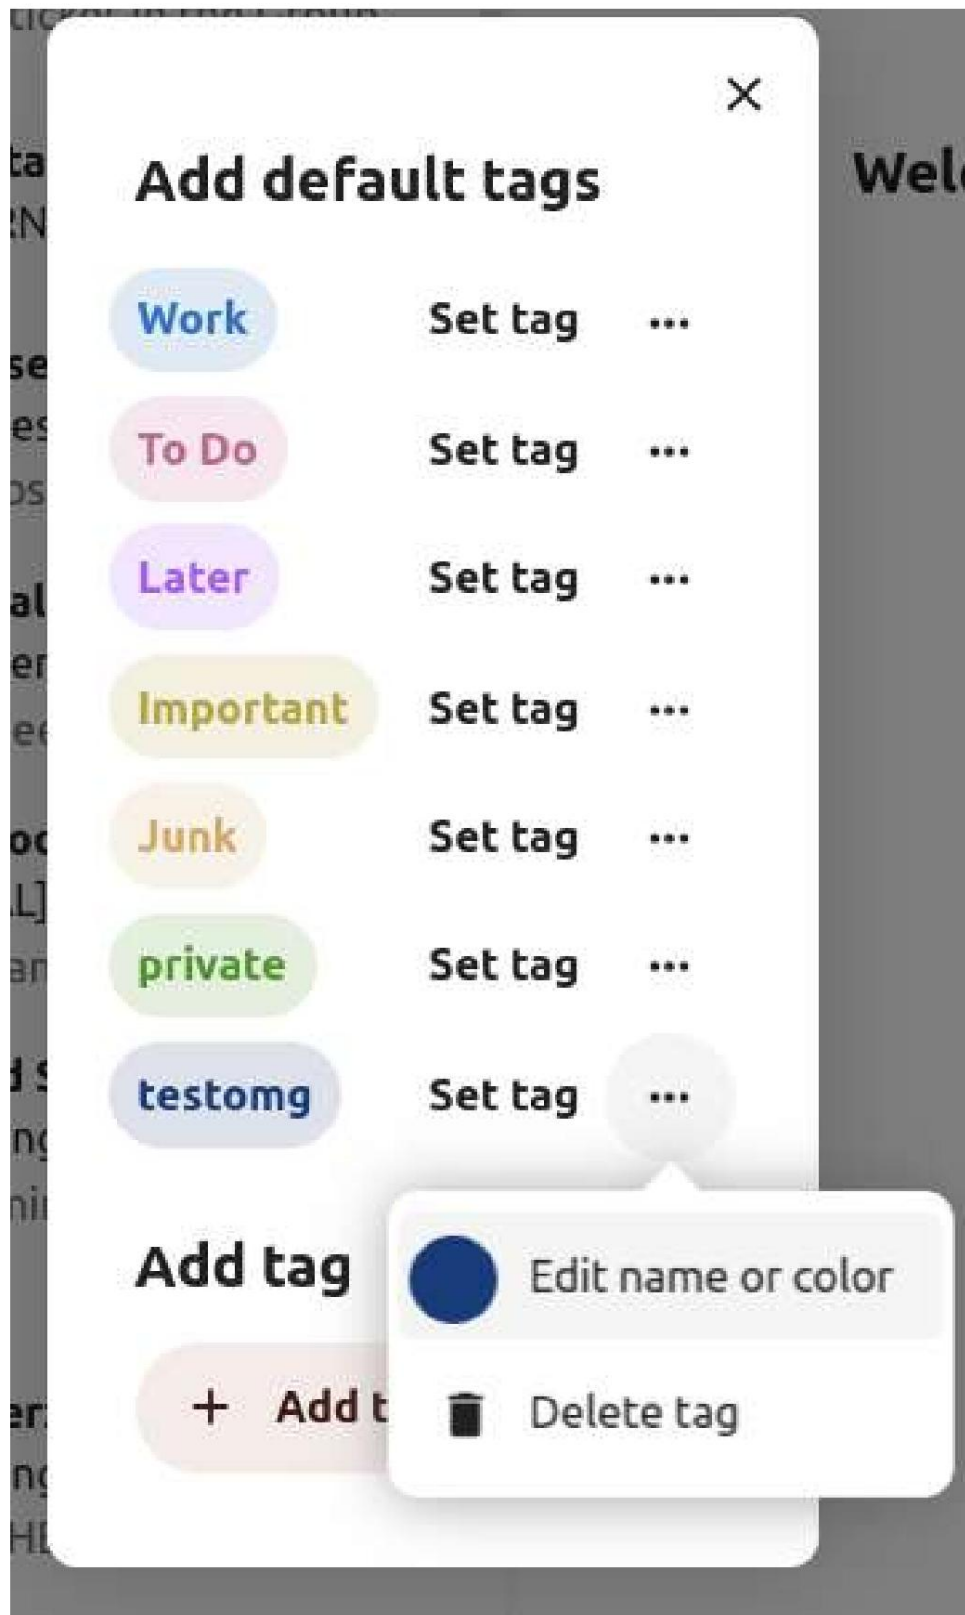 Add default tags
Work Set tag ...
To Do Set tag ...
Later Set tag ...
Important Set tag ...
Junk Set tag ...
private Set tag ...
testomg Set tag ...
Edit name or color
Add tag
+ Add t
Delete tag